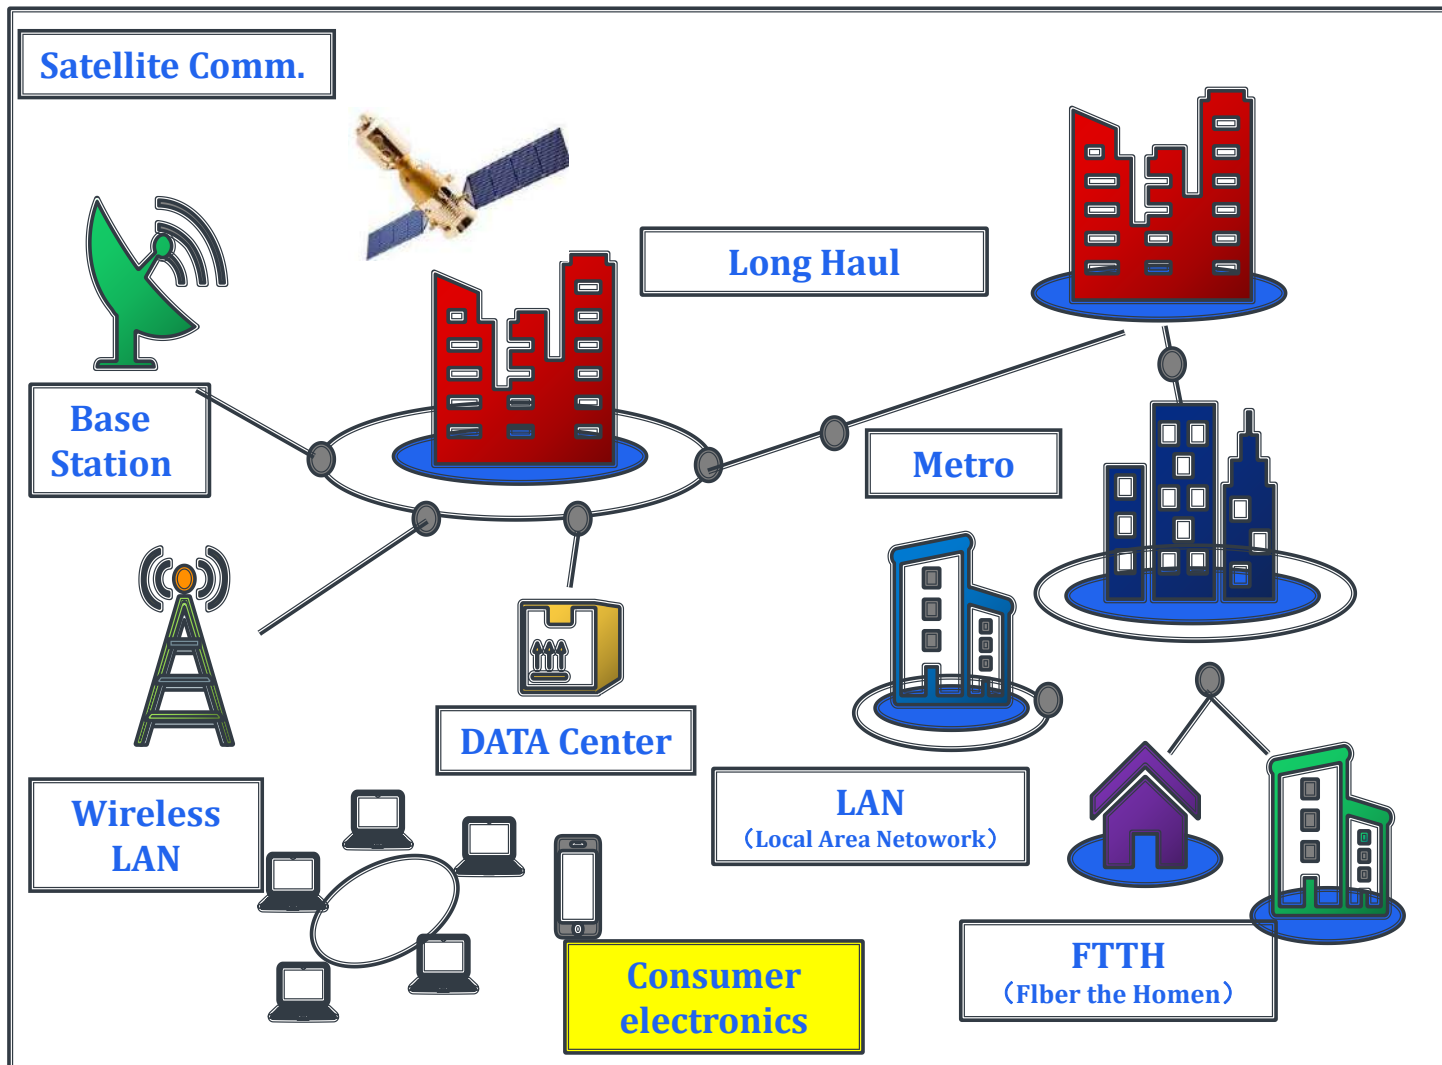 Satellite Comm.
Long Haul
Base
Station
Metro
DATA Center
Wireless
LAN
LAN
（Local Area Netowork）
Consumer
electronics
FTTH
（Flber the Homen）